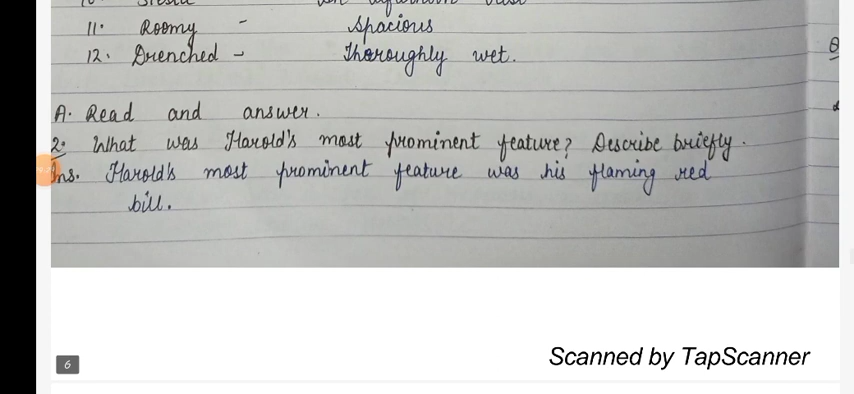 11. Roomy - Spacious
12. Drenched - Thoroughly wet.
A. Read and answer.
2. What was Harold's most prominent feature? Describe briefly.
Ans. Harold's most prominent feature was his flaming red
bill.
6
Scanned by TapScanner